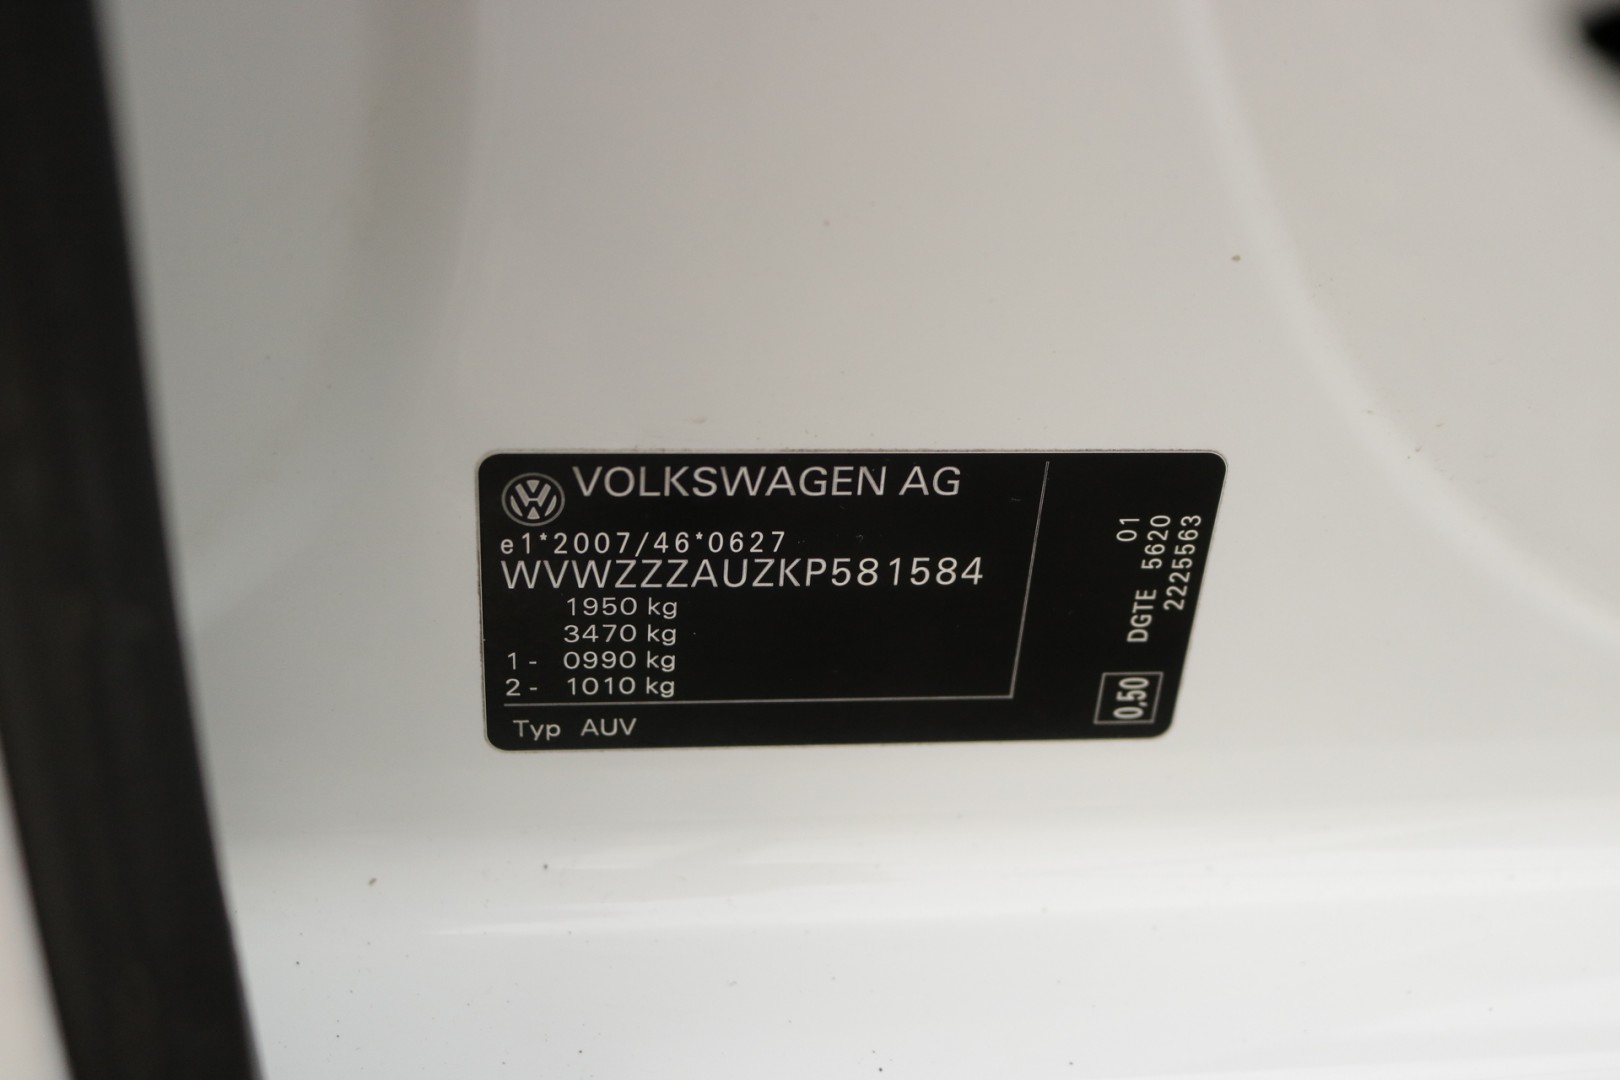 VOLKSWAGEN AG
e1*2007/46*0627
WVWZZZAUZKP581584
1950 kg
3470 kg
1- 0990 kg
2- 1010 kg
Typ AUV
01
DGTE 5620
2225563
0,50